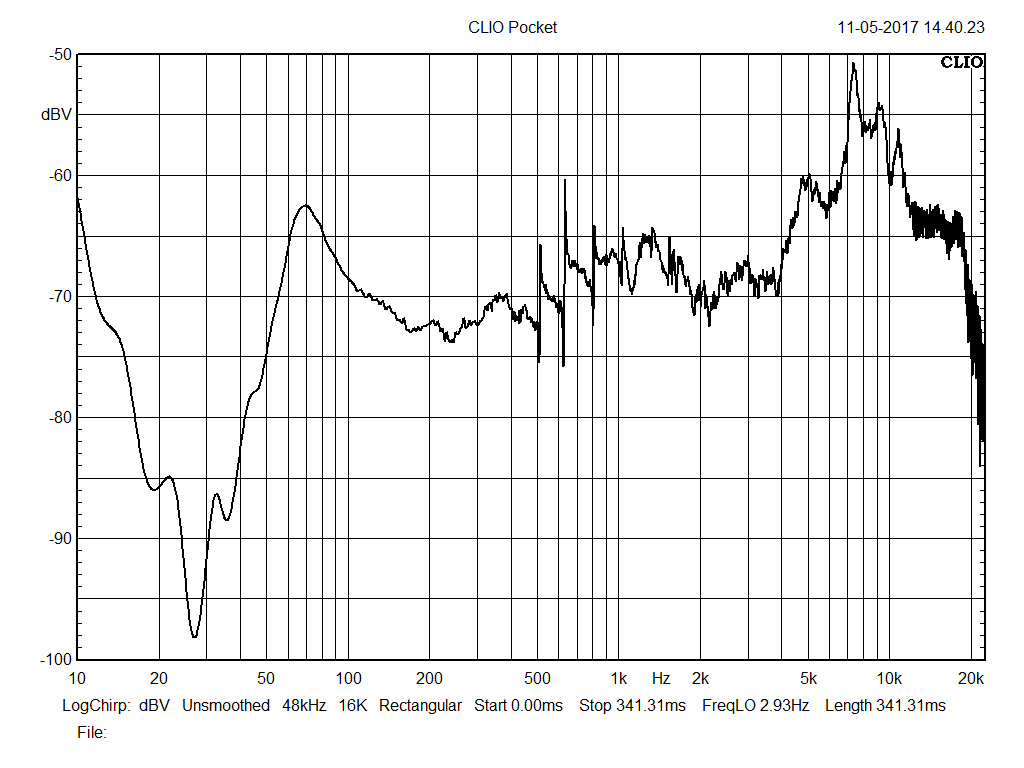 CLIO Pocket 11-05-2017 14.40.23
-50
CLIO
dBV
-60
-70
-80
-90
-100
10 20 50 100 200 500 1k Hz 2k 5k 10k 20k
LogChirp: dBV Unsmoothed 48kHz 16K Rectangular Start 0.00ms Stop 341.31ms FreqLO 2.93Hz Length 341.31ms
File: